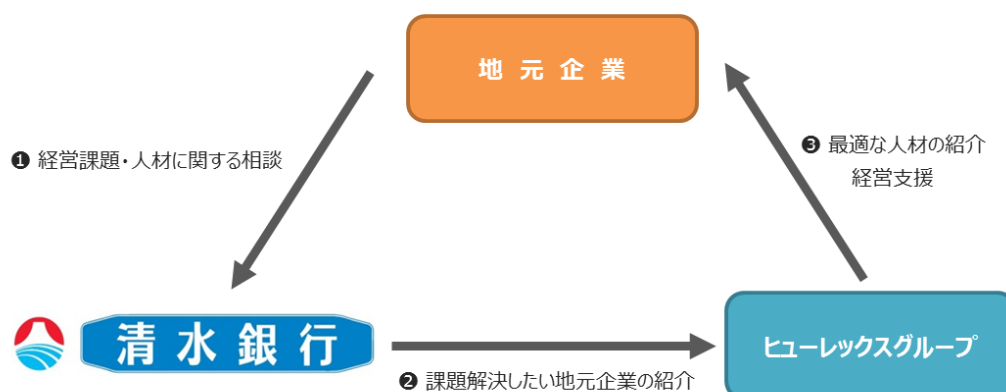 地元企業
❶ 経営課題・人材に関する相談
❸ 最適な人材の紹介
経営支援
清水銀行
ヒューレックスグループ
❷ 課題解決したい地元企業の紹介